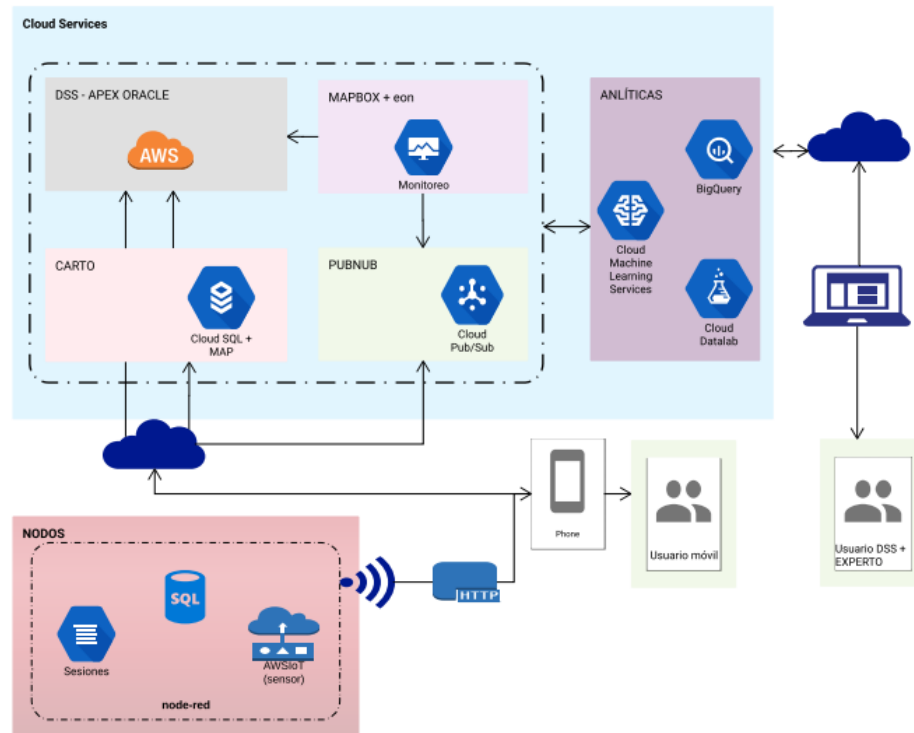 Cloud Services
DSS - APEX ORACLE
AWS
MAPBOX + eon
Monitoreo
ANLÍTICAS
BigQuery
Cloud
Machine
Learning
Services
Cloud
Datalab
CARTO
Cloud SQL +
MAP
PUBNUB
Cloud
Pub/Sub
Phone
Usuario móvil
Usuario DSS +
EXPERTO
NODOS
SQL
Sesiones
AWSIoT
(sensor)
node-red
HTTP